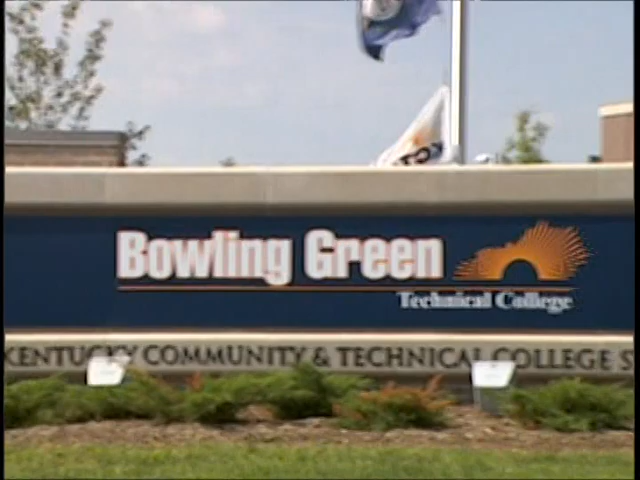 Bowling Green
Technical College
KENTUCKY COMMUNITY & TECHNICAL COLLEGE S